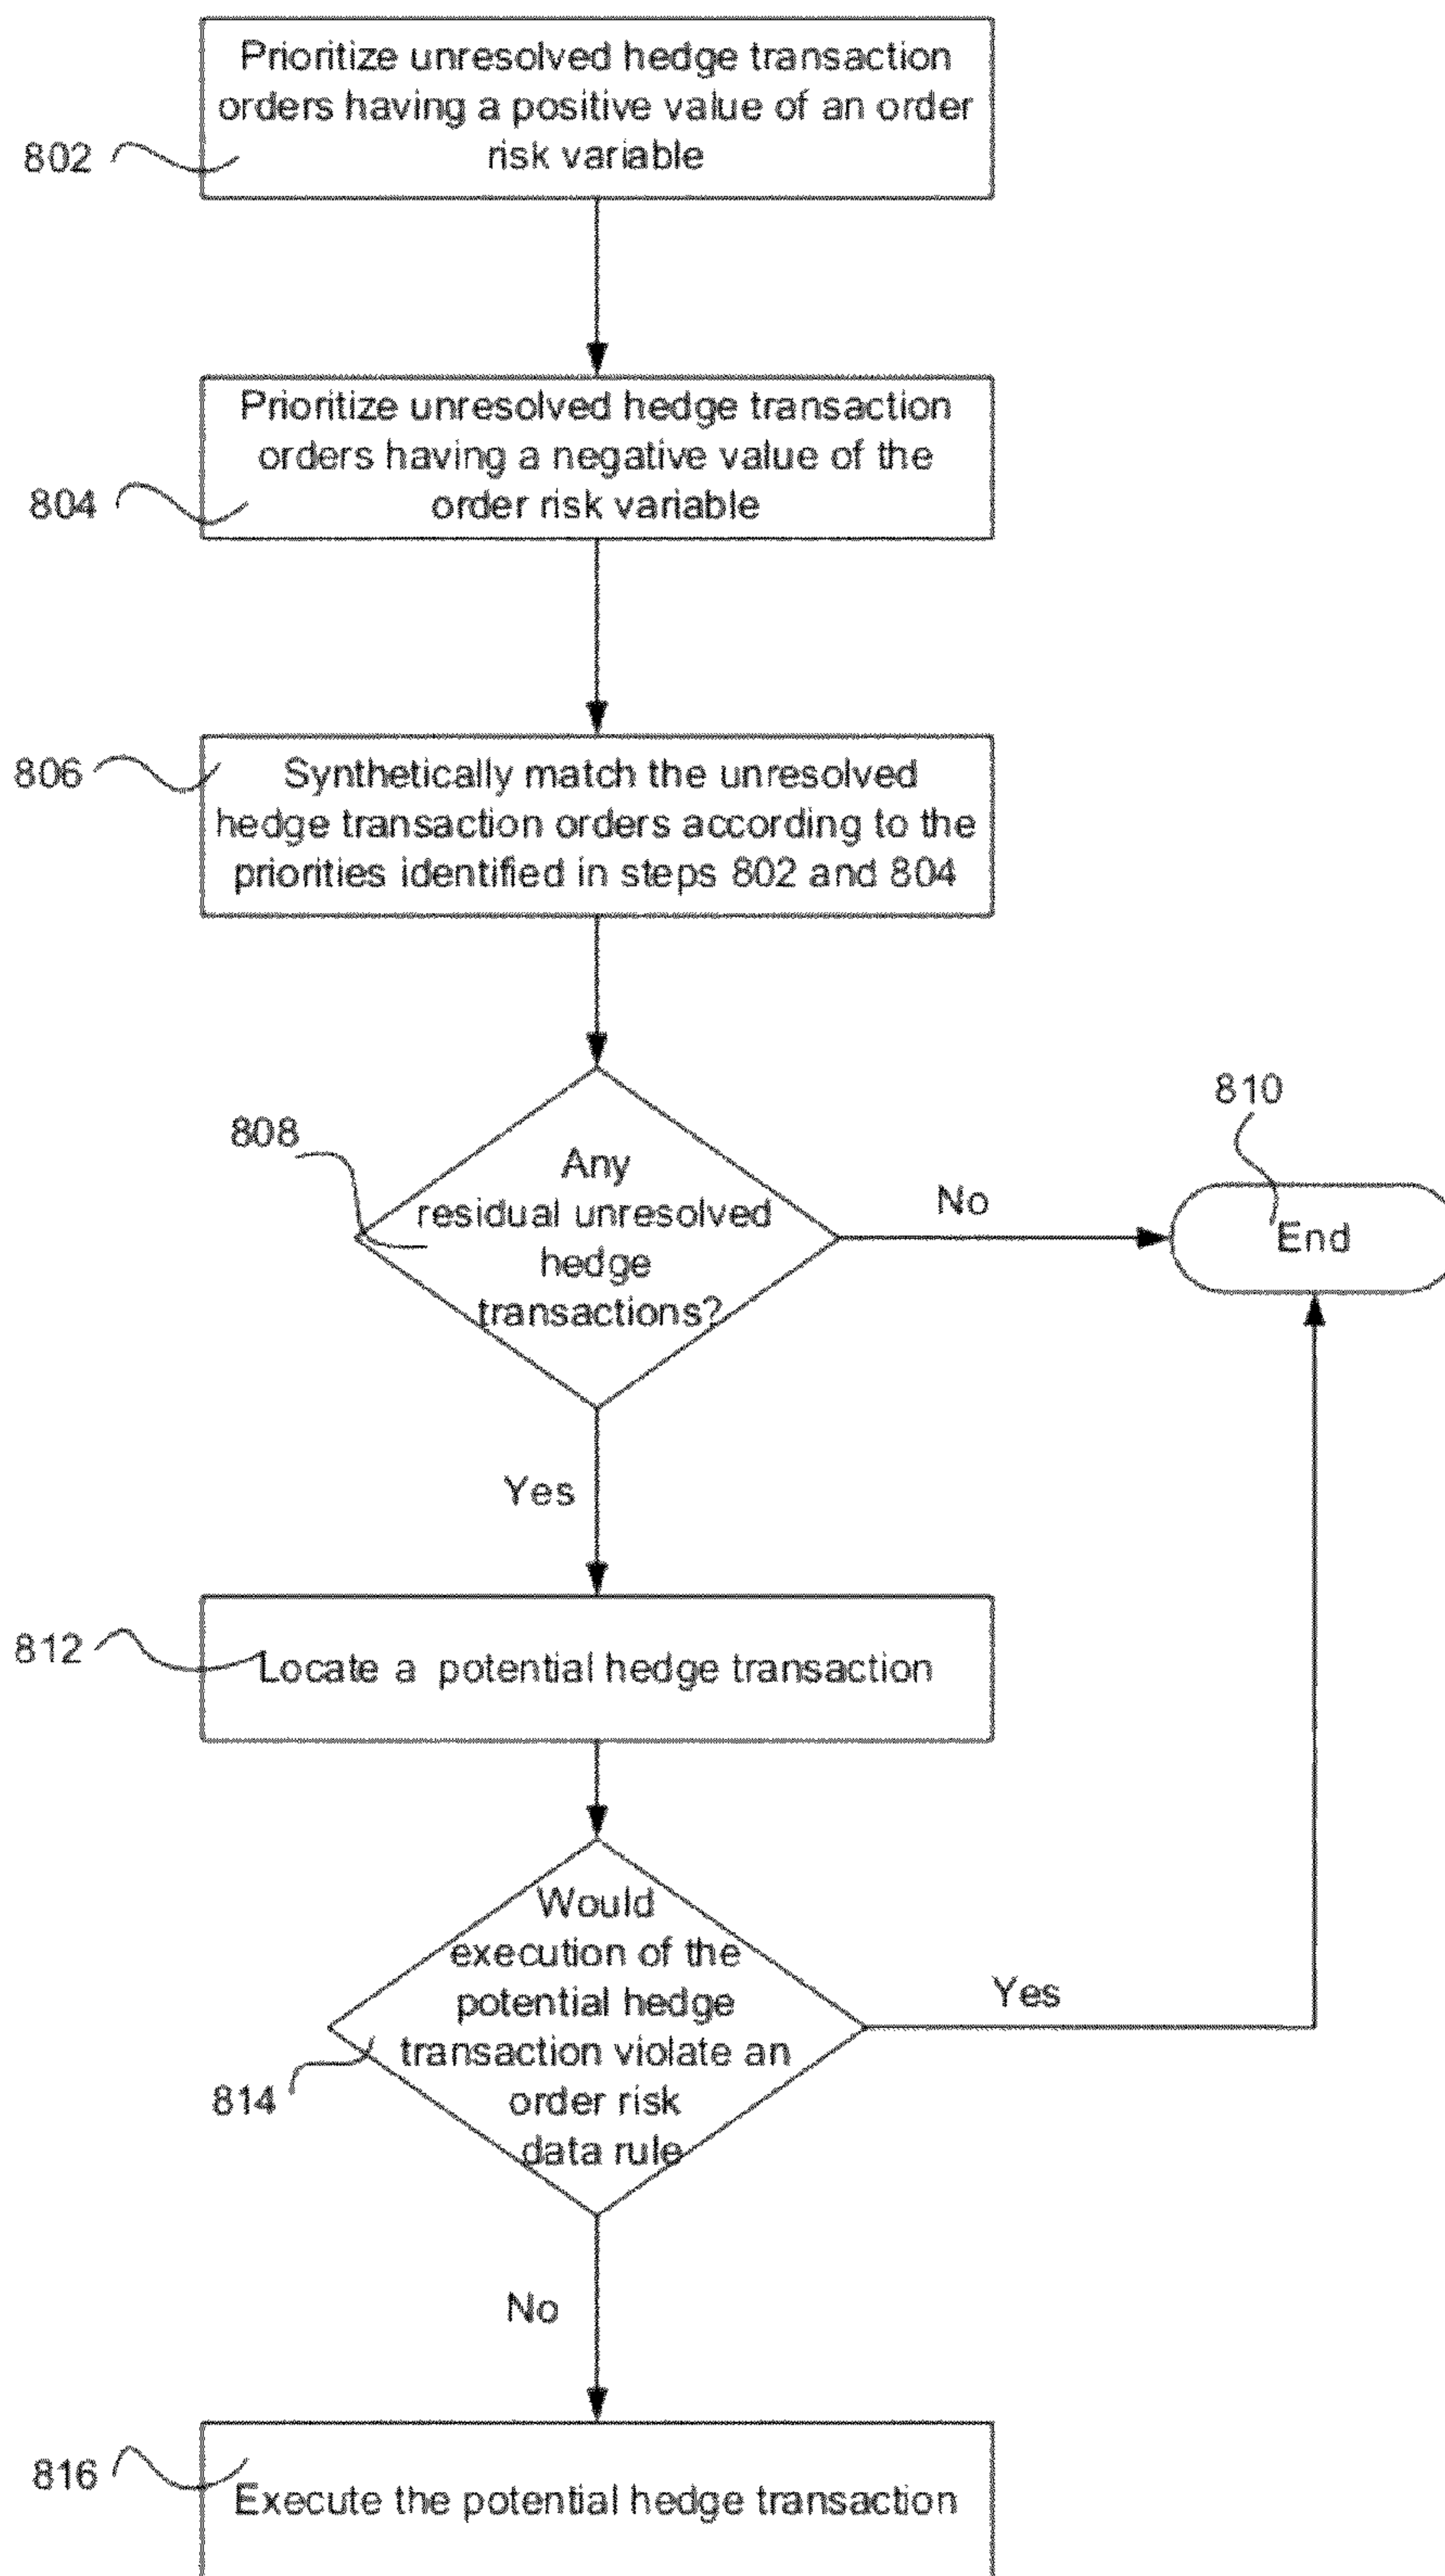 Prioritize unresolved hedge transaction
orders having a positive value of an order
risk variable
802
Prioritize unresolved hedge transaction
orders having a negative value of the
order risk variable
804
806
Synthetically match the unresolved
hedge transaction orders according to the
priorities identified in steps 802 and 804
808
Any
residual unresolved
hedge
transactions?
No
810
End
Yes
812
Locate a potential hedge transaction
Would
execution of the
potential hedge
transaction violate an
order risk
data rule
814
Yes
No
816
Execute the potential hedge transaction